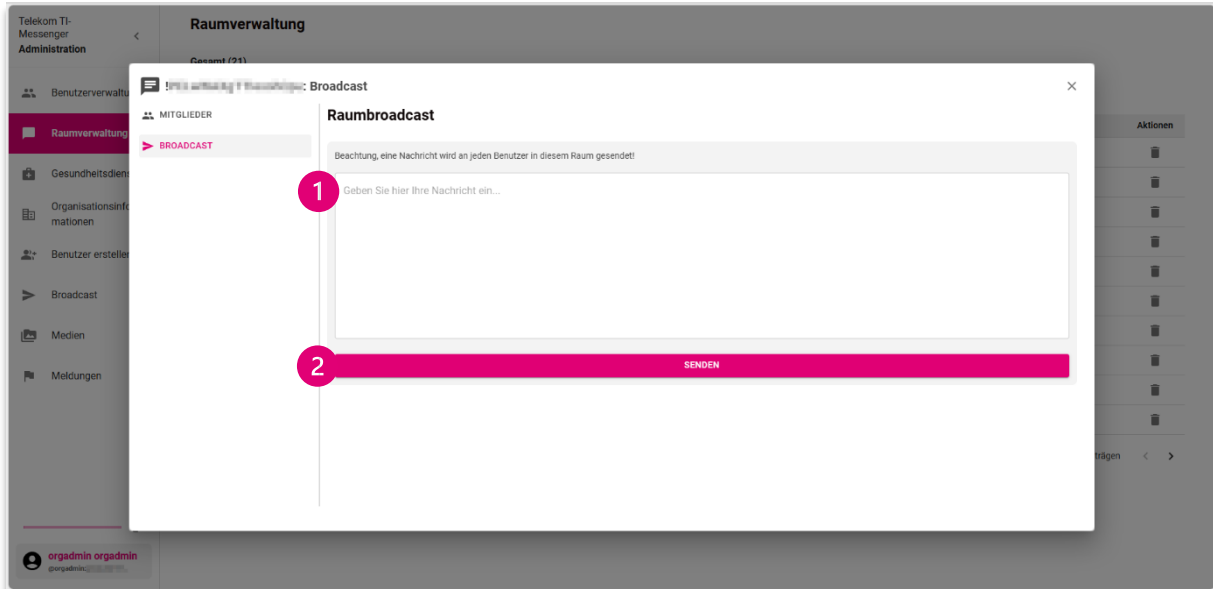 Telekom TI-
Messenger
Administration
Raumverwaltung
Gesamt (21)
Benutzerverwaltu
Raumverwaltung
Gesundheitsdiens
Organisationsinfo
mationen
Benutzer erstellen
Broadcast
Medien
Meldungen
orgadmin orgadmin
@orgadmin:
: Broadcast
MITGLIEDER
BROADCAST
Raumbroadcast
Beachtung, eine Nachricht wird an jeden Benutzer in diesem Raum gesendet!
1
Geben Sie hier Ihre Nachricht ein...
2
SENDEN
Aktionen
trägen